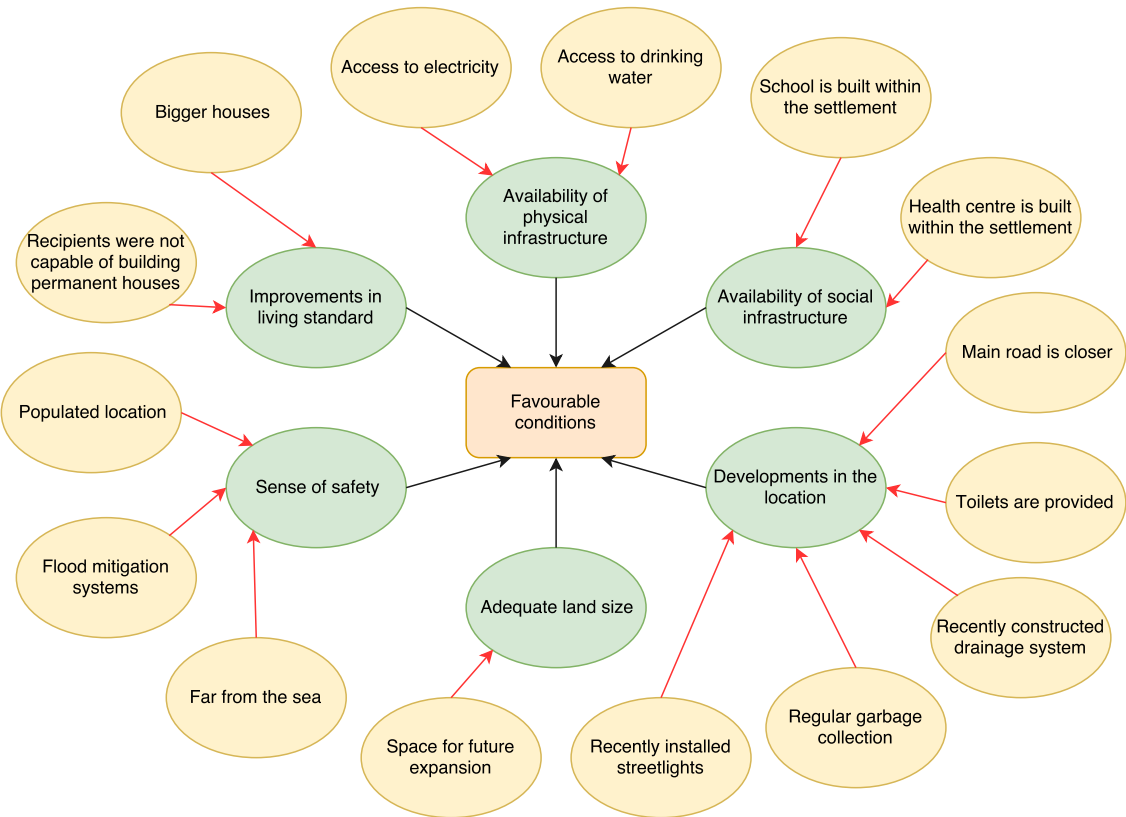 Access to electricity
Access to drinking
water
School is built within
the settlement
Bigger houses
Availability of
physical
infrastructure
Health centre is built
within the settlement
Recipients were not
capable of building
permanent houses
Improvements in
living standard
Availability of social
infrastructure
Main road is closer
Favourable
conditions
Populated location
Sense of safety
Developments in the
location
Toilets are provided
Flood mitigation
systems
Adequate land size
Recently constructed
drainage system
Far from the sea
Space for future
expansion
Recently installed
streetlights
Regular garbage
collection